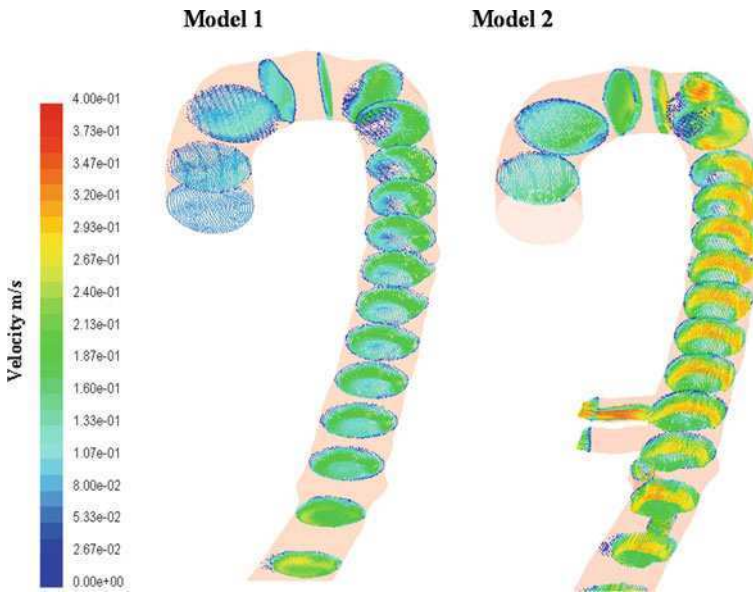 Model 1
Model 2
Velocity m/s
4.00e-01
3.73e-01
3.47e-01
3.20e-01
2.93e-01
2.67e-01
2.40e-01
2.13e-01
1.87e-01
1.60e-01
1.33e-01
1.07e-01
8.00e-02
5.33e-02
2.67e-02
0.00e+00